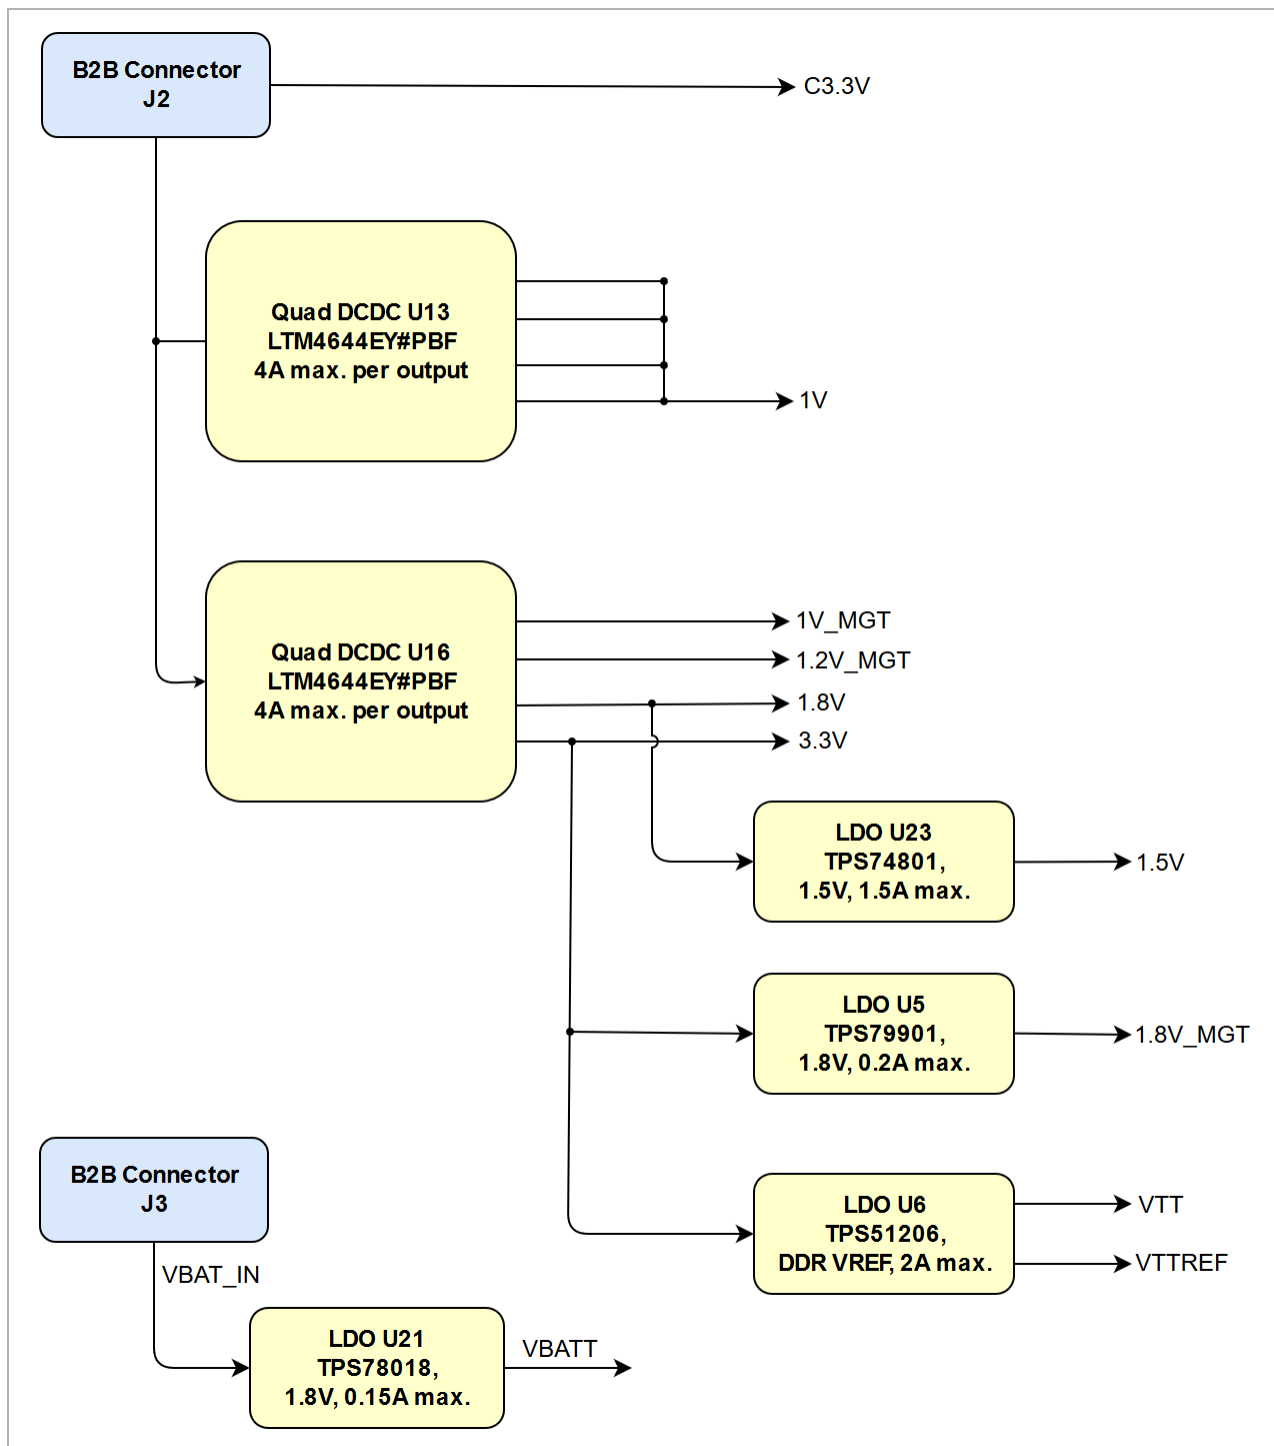 B2B Connector
J2
C3.3V
Quad DCDC U13
LTM4644EY#PBF
4A max. per output
1V
Quad DCDC U16
LTM4644EY#PBF
4A max. per output
1V_MGT
1.2V_MGT
1.8V
3.3V
LDO U23
TPS74801,
1.5V, 1.5A max.
1.5V
LDO U5
TPS79901,
1.8V, 0.2A max.
1.8V_MGT
B2B Connector
J3
LDO U6
TPS51206,
DDR VREF, 2A max.
VTT
VTTREF
VBAT_IN
LDO U21
TPS78018,
1.8V, 0.15A max.
VBATT